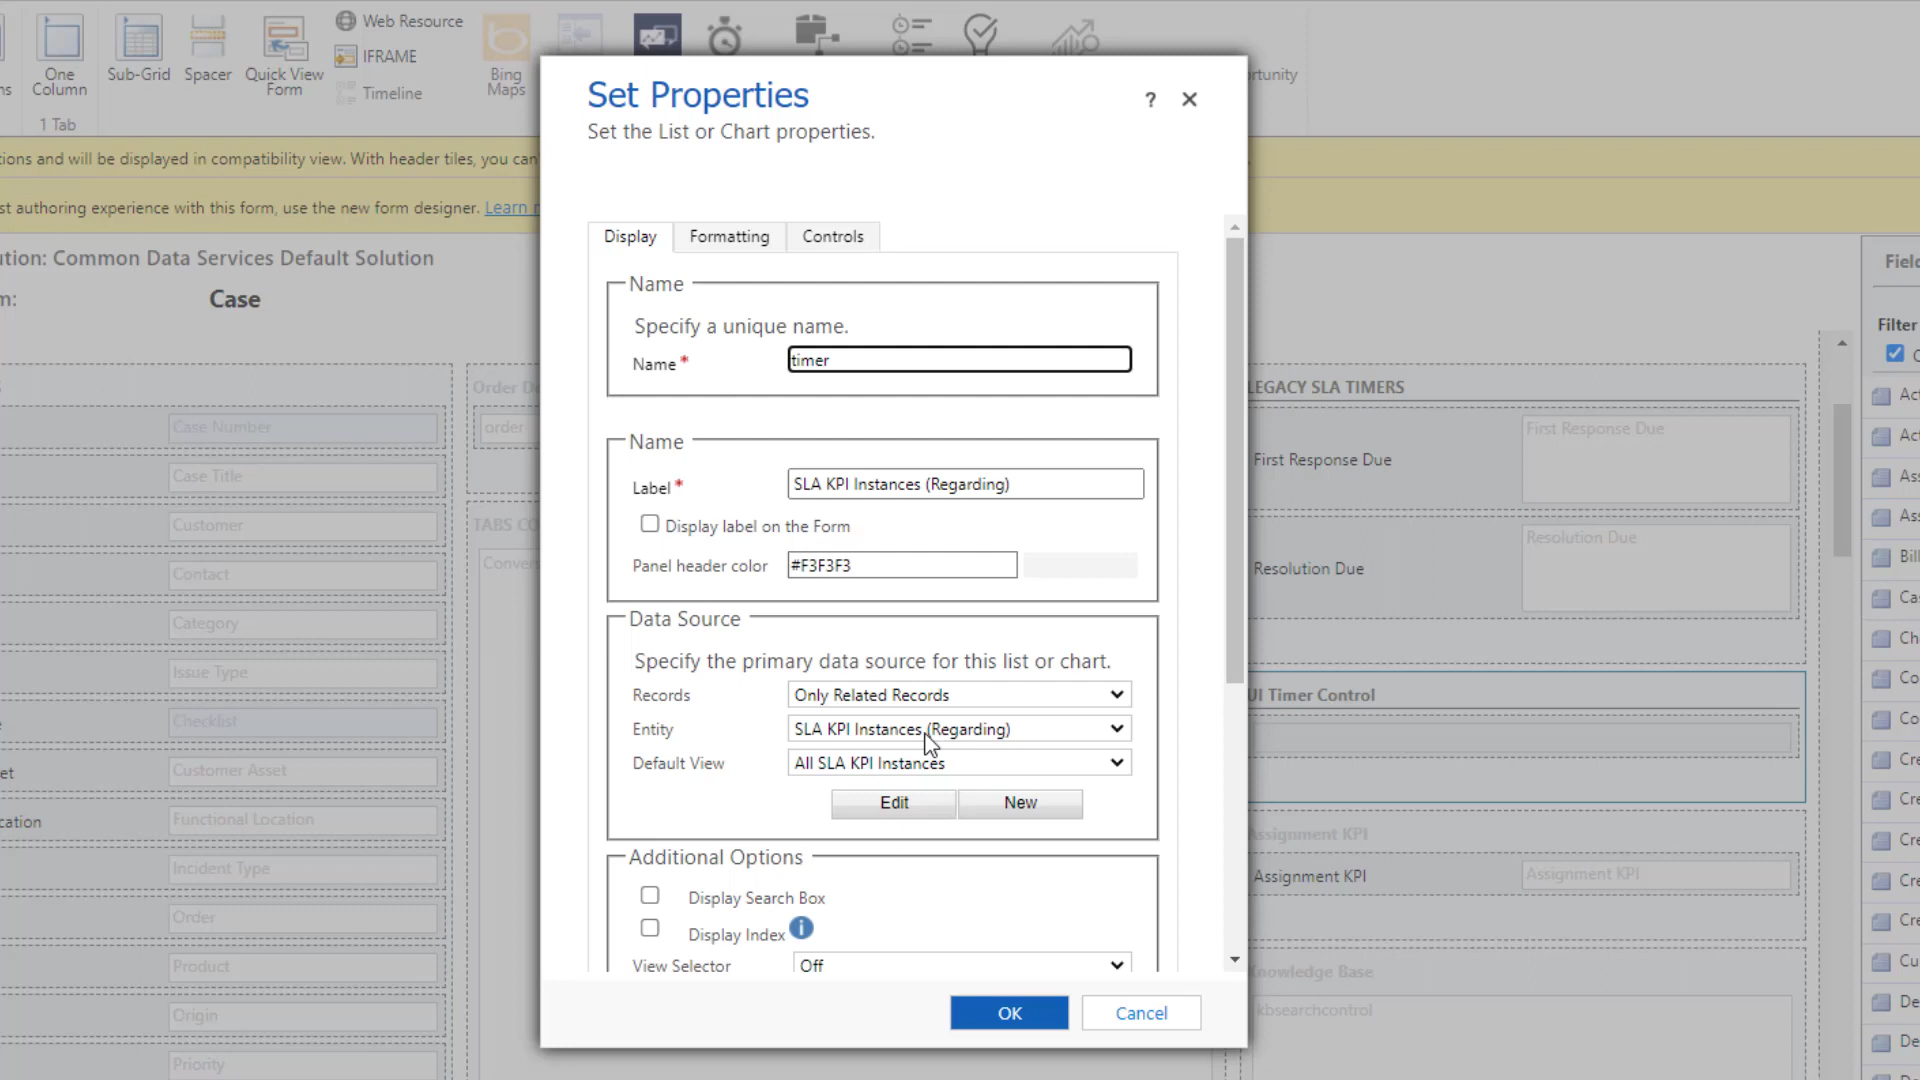 One
Column
1 Tab
Sub-Grid
Spacer
Quick View
Form
Web Resource
IFRAME
Timeline
Bing
Maps
Set Properties
?
Set the List or Chart properties.
and will be displayed in compatibility view. With header tiles, you can
authoring experience with this form, use the new form designer. Learn
Common Data Services Default Solution
Case
Case Number
Case Title
Customer
Contact
Category
Issue Type
Checklist
Customer Asset
Functional Location
Incident Type
Order
Product
Origin
Priority
Order
order
TABS
Display
Formatting
Controls
Name
Specify a unique name.
Name *
timer
Name
Label *
SLA KPI Instances (Regarding)
Display label on the Form
Panel header color
#F3F3F3
Data Source
Specify the primary data source for this list or chart.
Records
Only Related Records
Entity
SLA KPI Instances (Regarding)
Default View
All SLA KPI Instances
Edit
New
Additional Options
Display Search Box
Display Index
View Selector
Off
OK
Cancel
LEGACY SLA TIMERS
First Response Due
First Response Due
Resolution Due
Resolution Due
UI Timer Control
Assignment KPI
Assignment KPI
Assignment KPI
Knowledge Base
kbsearchcontrol
Filter